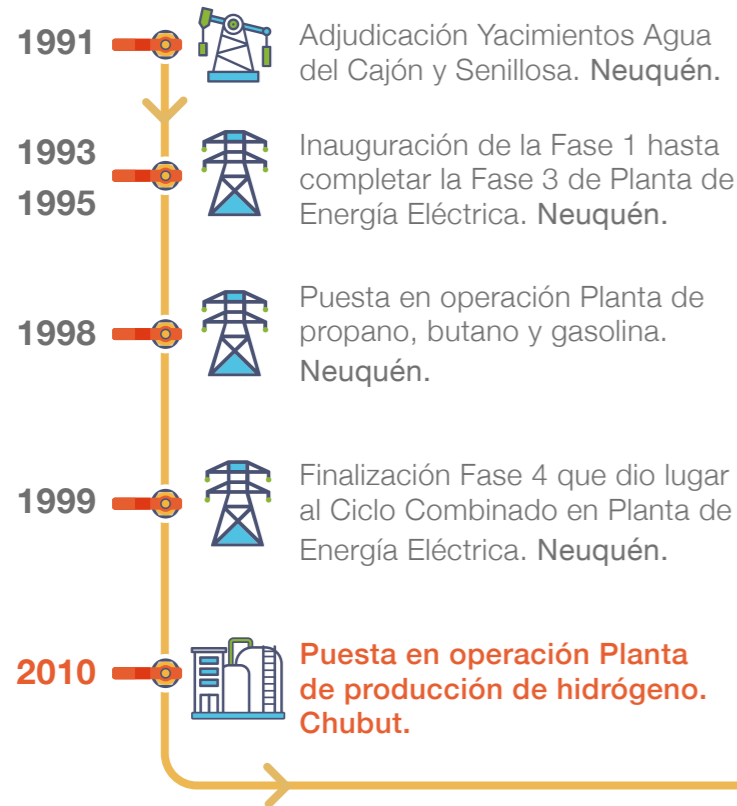 1991
Adjudicación Yacimientos Agua
del Cajón y Senillosa. Neuquén.
1993
1995
Inauguración de la Fase 1 hasta
completar la Fase 3 de Planta de
Energía Eléctrica. Neuquén.
1998
Puesta en operación Planta de
propano, butano y gasolina.
Neuquén.
1999
Finalización Fase 4 que dio lugar
al Ciclo Combinado en Planta de
Energía Eléctrica. Neuquén.
2010
Puesta en operación Planta
de producción de hidrógeno.
Chubut.